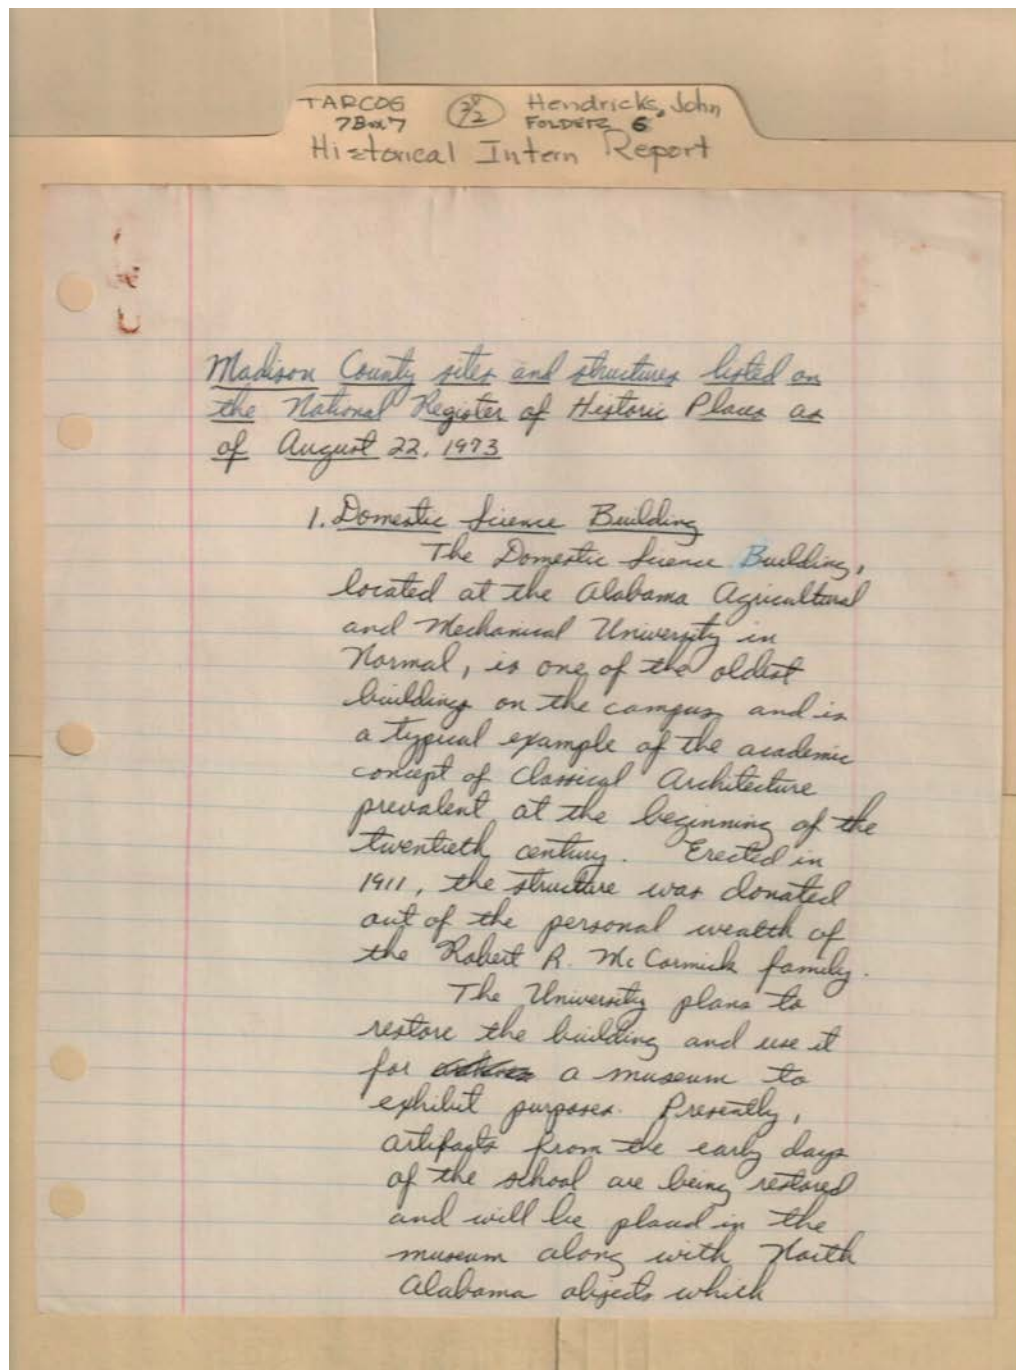 TARCOG Hendricks, John
7B×7 FOLDER 6
Historical Intern Report
Madison County sites and structures listed on
the National Register of Historic Places as
of August 22, 1973
1. Domestic Science Building
The Domestic Science Building,
located at the Alabama Agricultural
and Mechanical University in
Normal, is one of the oldest
buildings on the campus and is
a typical example of the academic
concept of Classical Architecture
prevalent at the beginning of the
twentieth century. Erected in
1911, the structure was donated
out of the personal wealth of
the Robert R. McCormick family.
The University plans to
restore the building and use it
for a museum to
exhibit purposes. Presently,
artifacts from the early days
of the school are being restored
and will be placed in the
museum along with North
Alabama objects which